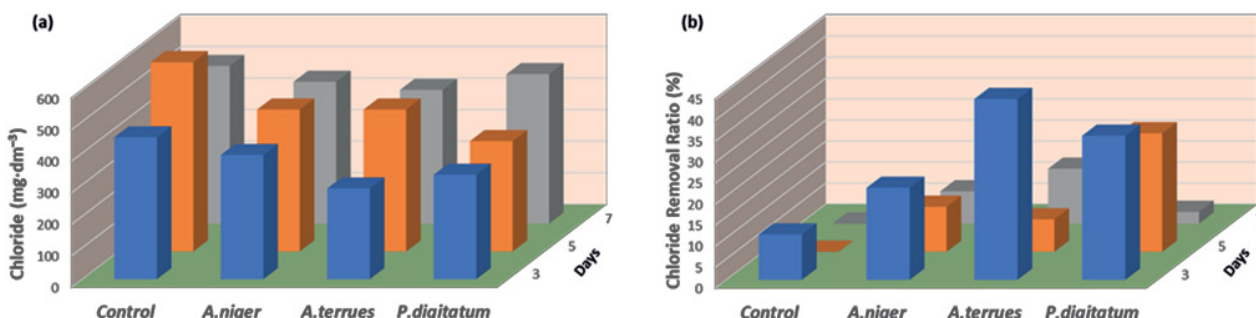 (a)
Chloride (mg·dm⁻³)
600
500
400
300
200
100
0
3
5
7
Days
Control A.niger A.terrues P.digitatum
(b)
Chloride Removal Ratio (%)
45
40
35
30
25
20
15
10
5
0
3
5
Days
Control A.niger A.terrues P.digitatum